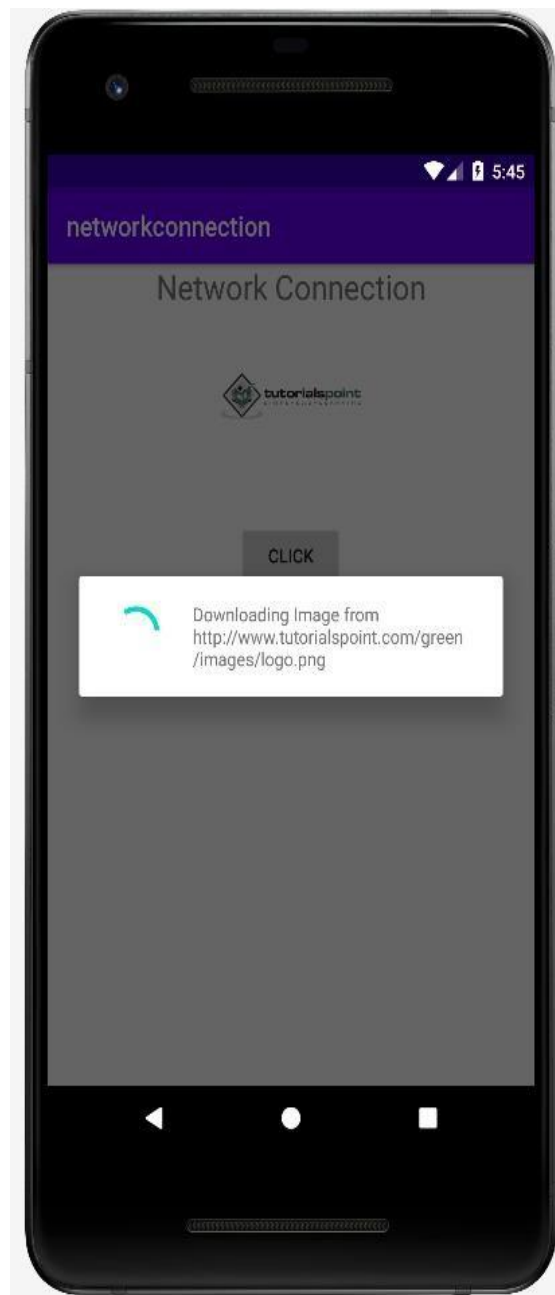 5:45
networkconnection
Network Connection
tutorialspoint
CLICK
Downloading Image from
http://www.tutorialspoint.com/green
/images/logo.png